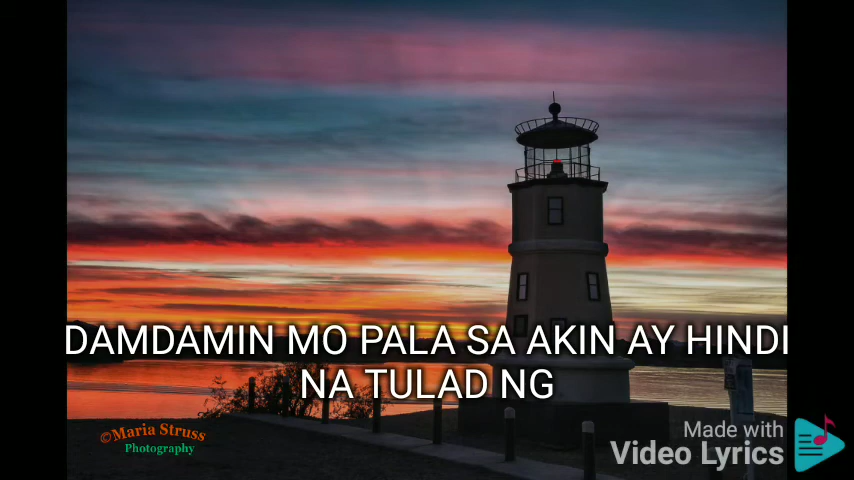 DAMDAMIN MO PALA SA AKIN AY HINDI
NA TULAD NG
©Maria Struss
Photography
Made with
Video Lyrics